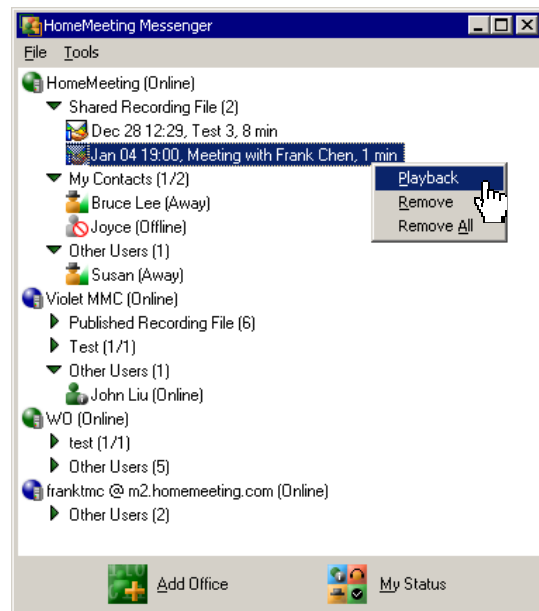 HomeMeeting Messenger
File Tools
HomeMeeting (Online)
Shared Recording File (2)
Dec 28 12:29, Test 3, 8 min
Jan 04 19:00, Meeting with Frank Chen, 1 min
Playback
Remove
Remove All
My Contacts (1/2)
Bruce Lee (Away)
Joyce (Offline)
Other Users (1)
Susan (Away)
Violet MMC (Online)
Published Recording File (6)
Test (1/1)
Other Users (1)
John Liu (Online)
WO (Online)
test (1/1)
Other Users (5)
franktmc @ m2.homemeeting.com (Online)
Other Users (2)
Add Office My Status